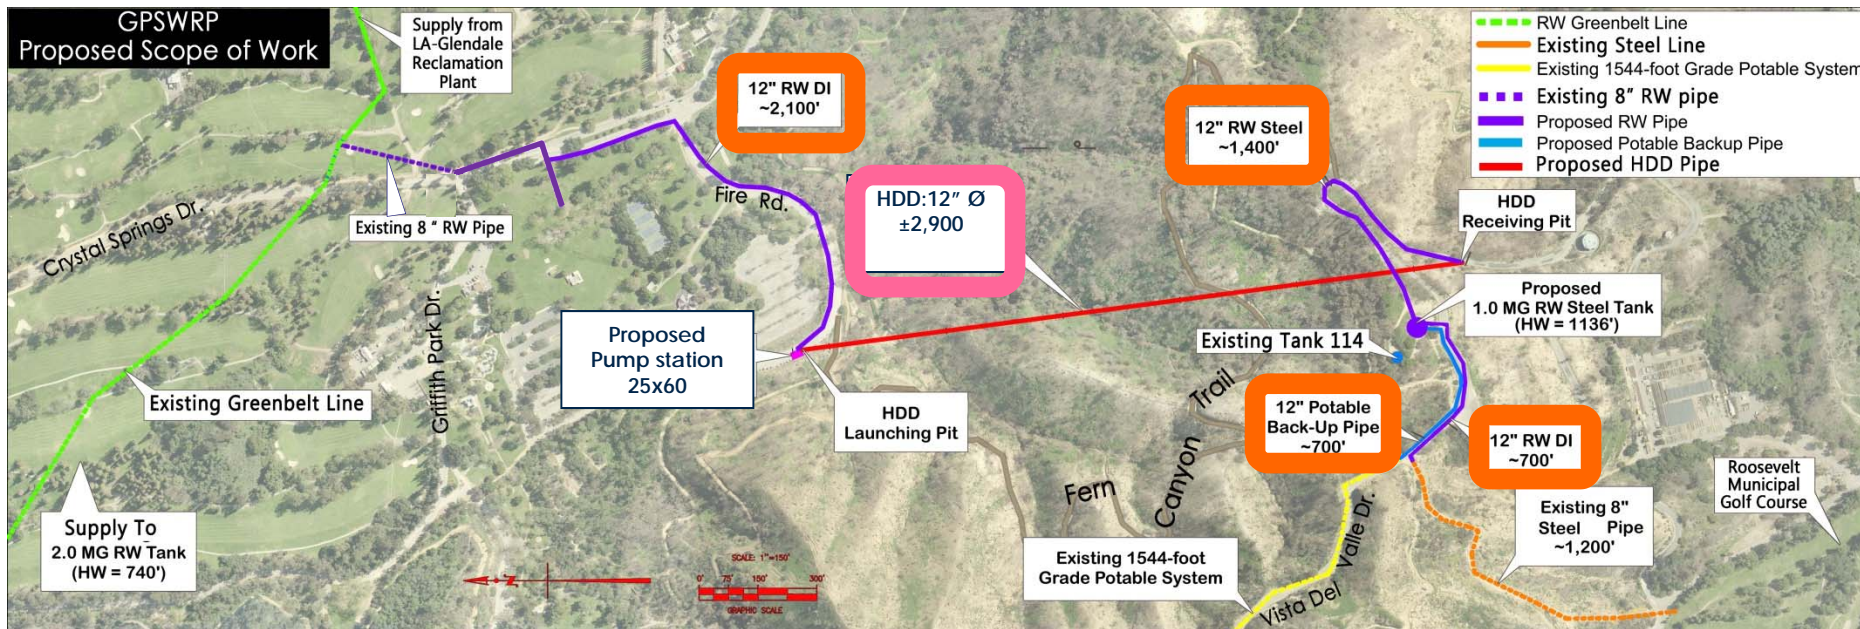 GPSWRP
Proposed Scope of Work
Supply from
LA-Glendale
Reclamation
Plant
12" RW DI
~2,100'
12" RW Steel
~1,400'
RW Greenbelt Line
Existing Steel Line
Existing 1544-foot Grade Potable System
Existing 8" RW pipe
Proposed RW Pipe
Proposed Potable Backup Pipe
Proposed HDD Pipe
HDD:12" Ø
±2,900
HDD
Receiving Pit
Fire Rd.
Existing 8 " RW Pipe
Crystal Springs Dr.
Griffith Park Dr.
Proposed
1.0 MG RW Steel Tank
(HW = 1136')
Existing Tank 114
Proposed
Pump station
25x60
Existing Greenbelt Line
HDD
Launching Pit
Fern
Canyon
Trail
12" Potable
Back-Up Pipe
~700'
12" RW DI
~700'
Roosevelt
Municipal
Golf Course
Existing 8"
Steel Pipe
~1,200'
Supply To
2.0 MG RW Tank
(HW = 740')
N
SCALE: 1"=150'
0' 75' 150' 300'
GRAPHIC SCALE
Existing 1544-foot
Grade Potable System
Vista Del Valle Dr.